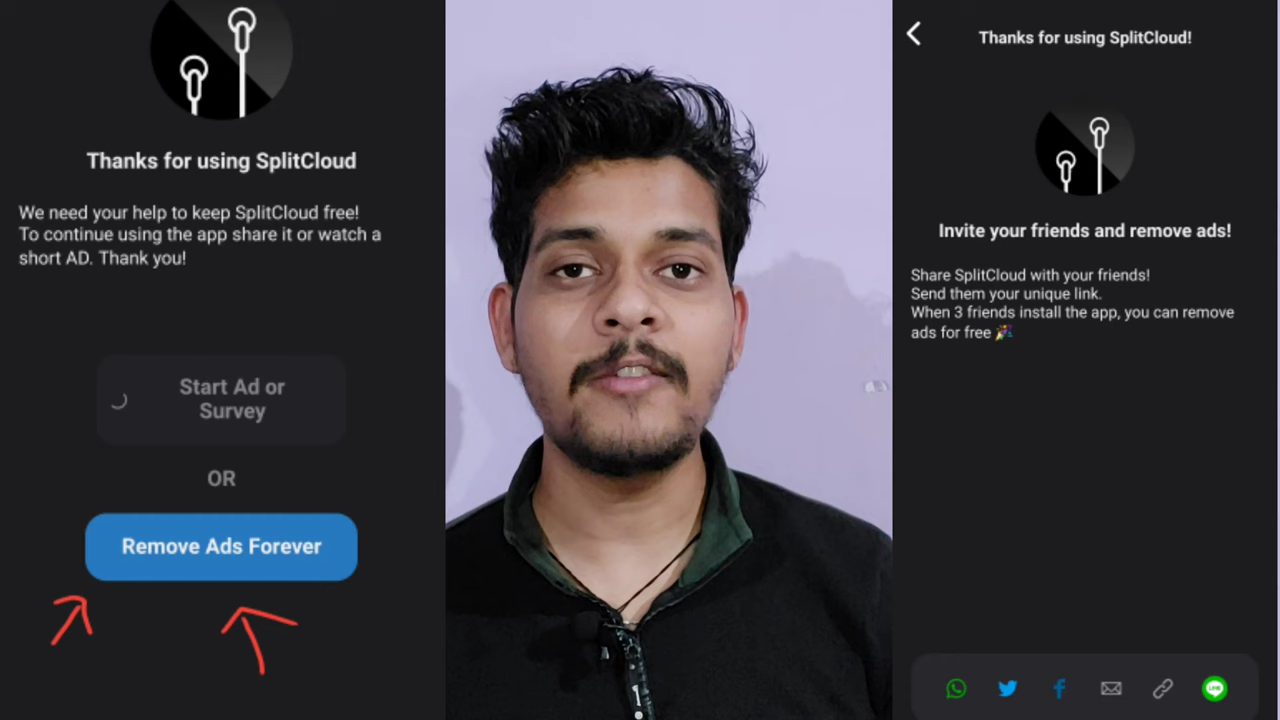 Thanks for using SplitCloud
We need your help to keep SplitCloud free!
To continue using the app share it or watch a
short AD. Thank you!
Start Ad or
Survey
OR
Remove Ads Forever
Thanks for using SplitCloud!
Invite your friends and remove ads!
Share SplitCloud with your friends!
Send them your unique link.
When 3 friends install the app, you can remove
ads for free 🎉
LINE